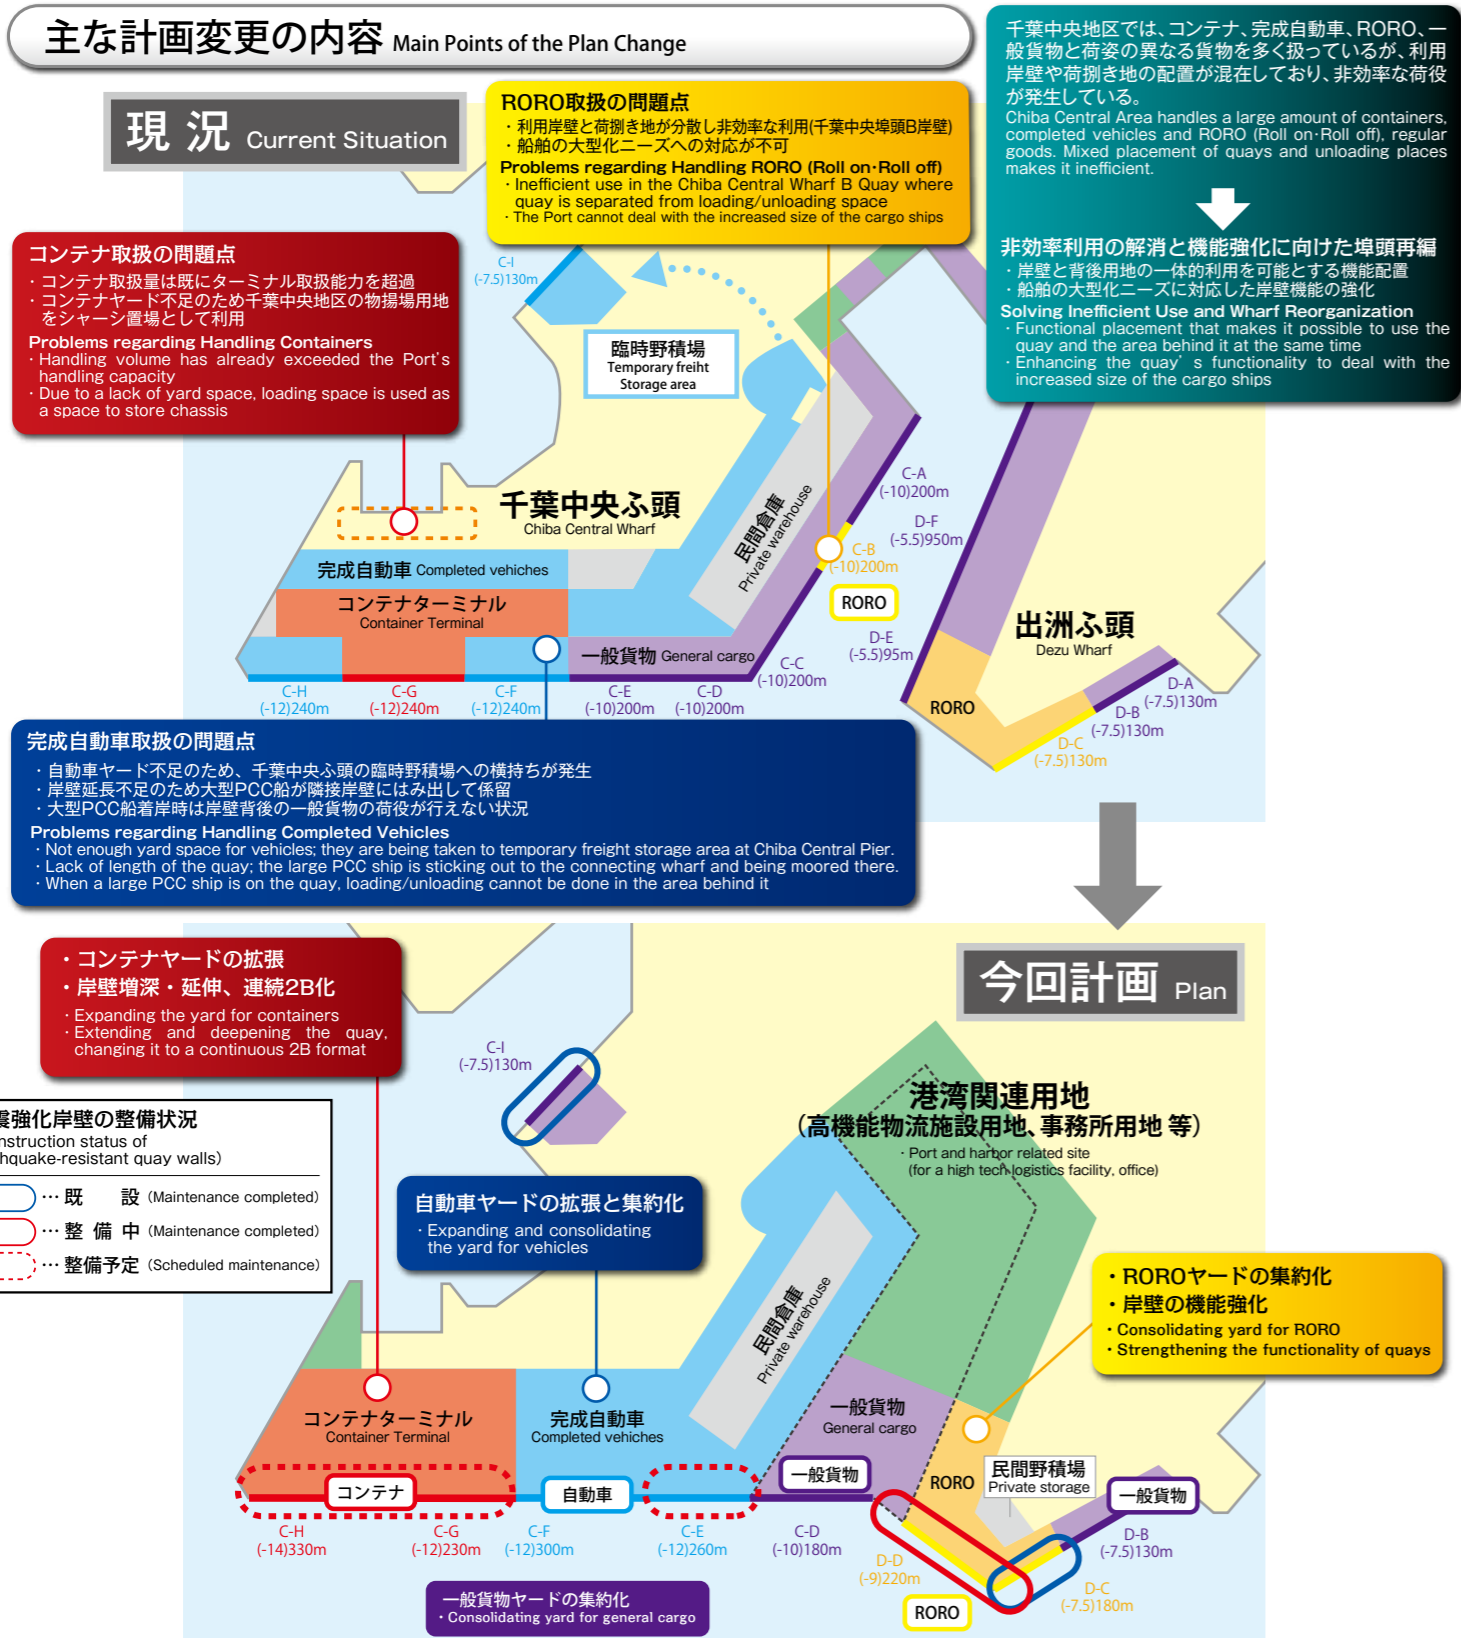 主な計画変更の内容 Main Points of the Plan Change
現況 Current Situation
千葉中央地区では、コンテナ、完成自動車、RORO、一
般貨物と荷姿の異なる貨物を多く扱っているが、利用
岸壁や荷捌き地の配置が混在しており、非効率な荷役
が発生している。
Chiba Central Area handles a large amount of containers,
completed vehicles and RORO (Roll on･Roll off), regular
goods. Mixed placement of quays and unloading places
makes it inefficient.
非効率利用の解消と機能強化に向けた埠頭再編
・岸壁と背後用地の一体的利用を可能とする機能配置
・船舶の大型化ニーズに対応した岸壁機能の強化
Solving Inefficient Use and Wharf Reorganization
・Functional placement that makes it possible to use the
quay and the area behind it at the same time
・Enhancing the quay’s functionality to deal with the
increased size of the cargo ships
RORO取扱の問題点
・利用岸壁と荷捌き地が分散し非効率な利用(千葉中央埠頭B岸壁)
・船舶の大型化ニーズへの対応が不可
Problems regarding Handling RORO (Roll on･Roll off)
・Inefficient use in the Chiba Central Wharf B Quay where
quay is separated from loading/unloading space
・The Port cannot deal with the increased size of the cargo ships
コンテナ取扱の問題点
・コンテナ取扱量は既にターミナル取扱能力を超過
・コンテナヤード不足のため千葉中央地区の物揚場用地
をシャーシ置場として利用
Problems regarding Handling Containers
・Handling volume has already exceeded the Port's
handling capacity
・Due to a lack of yard space, loading space is used as
a space to store chassis
C-I
(-7.5)130m
臨時野積場
Temporary freiht
Storage area
千葉中央ふ頭
Chiba Central Wharf
民間倉庫
Private warehouse
C-A
(-10)200m
D-F
(-5.5)950m
C-B
(-10)200m
RORO
完成自動車 Completed vehiches
コンテナターミナル
Container Terminal
一般貨物 General cargo
出洲ふ頭
Dezu Wharf
D-E
(-5.5)95m
C-C
(-10)200m
RORO
D-A
(-7.5)130m
D-B
(-7.5)130m
D-C
(-7.5)130m
C-H
(-12)240m
C-G
(-12)240m
C-F
(-12)240m
C-E
(-10)200m
C-D
(-10)200m
完成自動車取扱の問題点
・自動車ヤード不足のため、千葉中央ふ頭の臨時野積場への横持ちが発生
・岸壁延長不足のため大型PCC船が隣接岸壁にはみ出して係留
・大型PCC船着岸時は岸壁背後の一般貨物の荷役が行えない状況
Problems regarding Handling Completed Vehicles
・Not enough yard space for vehicles; they are being taken to temporary freight storage area at Chiba Central Pier.
・Lack of length of the quay; the large PCC ship is sticking out to the connecting wharf and being moored there.
・When a large PCC ship is on the quay, loading/unloading cannot be done in the area behind it
今回計画 Plan
・コンテナヤードの拡張
・岸壁増深・延伸、連続2B化
・Expanding the yard for containers
・Extending and deepening the quay,
changing it to a continuous 2B format
C-I
(-7.5)130m
港湾関連用地
(高機能物流施設用地、事務所用地 等)
・Port and harbor related site
(for a high tech logistics facility, office)
震強化岸壁の整備状況
nstruction status of
hquake-resistant quay walls)
…既 設 (Maintenance completed)
…整 備 中 (Maintenance completed)
…整備予定 (Scheduled maintenance)
自動車ヤードの拡張と集約化
・Expanding and consolidating
the yard for vehicles
・ROROヤードの集約化
・岸壁の機能強化
・Consolidating yard for RORO
・Strengthening the functionality of quays
民間倉庫
Private warehouse
コンテナターミナル
Container Terminal
完成自動車
Completed vehiches
一般貨物
General cargo
RORO
民間野積場
Private storage
コンテナ
自動車
一般貨物
一般貨物
C-H
(-14)330m
C-G
(-12)230m
C-F
(-12)300m
C-E
(-12)260m
C-D
(-10)180m
D-D
(-9)220m
D-B
(-7.5)130m
D-C
(-7.5)180m
RORO
一般貨物ヤードの集約化
・Consolidating yard for general cargo